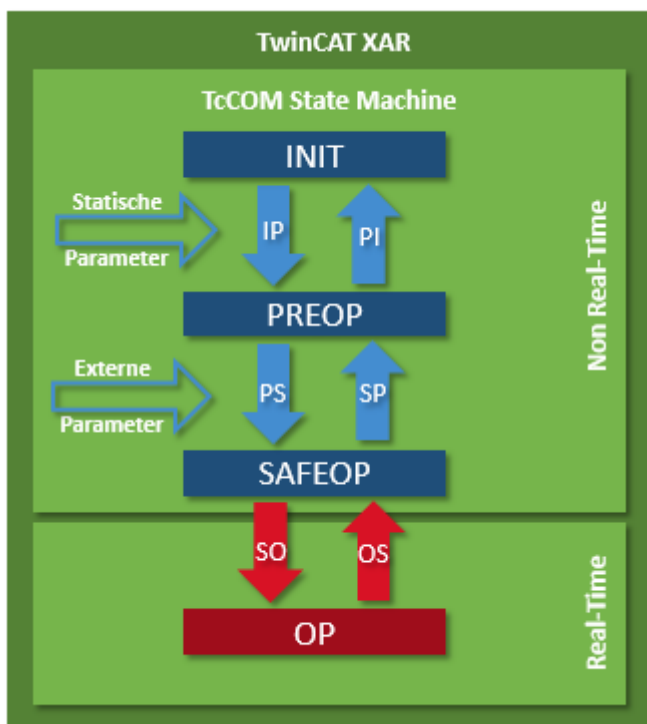 TwinCAT XAR
TcCOM State Machine
INIT
Statische
Parameter
IP
PI
PREOP
Externe
Parameter
PS
SP
SAFEOP
Non Real-Time
SO
OS
OP
Real-Time